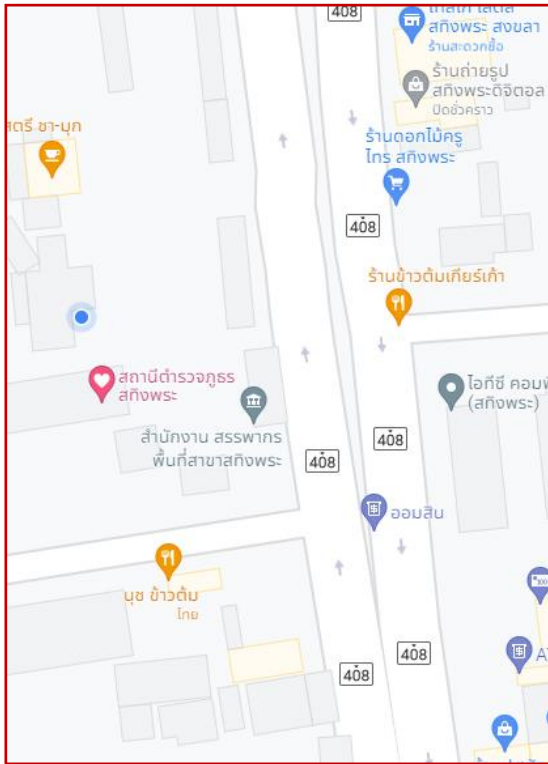 408
สทิงพระ สงขลา
ร้านสะดวกซื้อ
ร้านถ่ายรูป
สทิงพระดิจิตอล
ปิดชั่วคราว
สตรี ชา-มุก
ร้านดอกไม้ครู
ไทร สทิงพระ
408
ร้านข้าวต้มเกียร์เก้า
สถานีตำรวจภูธร
สทิงพระ
ไอทีซี
(สทิงพระ)
สำนักงาน สรรพากร
พื้นที่สาขาสทิงพระ
408
408
ออมสิน
นุช ข้าวต้ม
ไทย
408
408